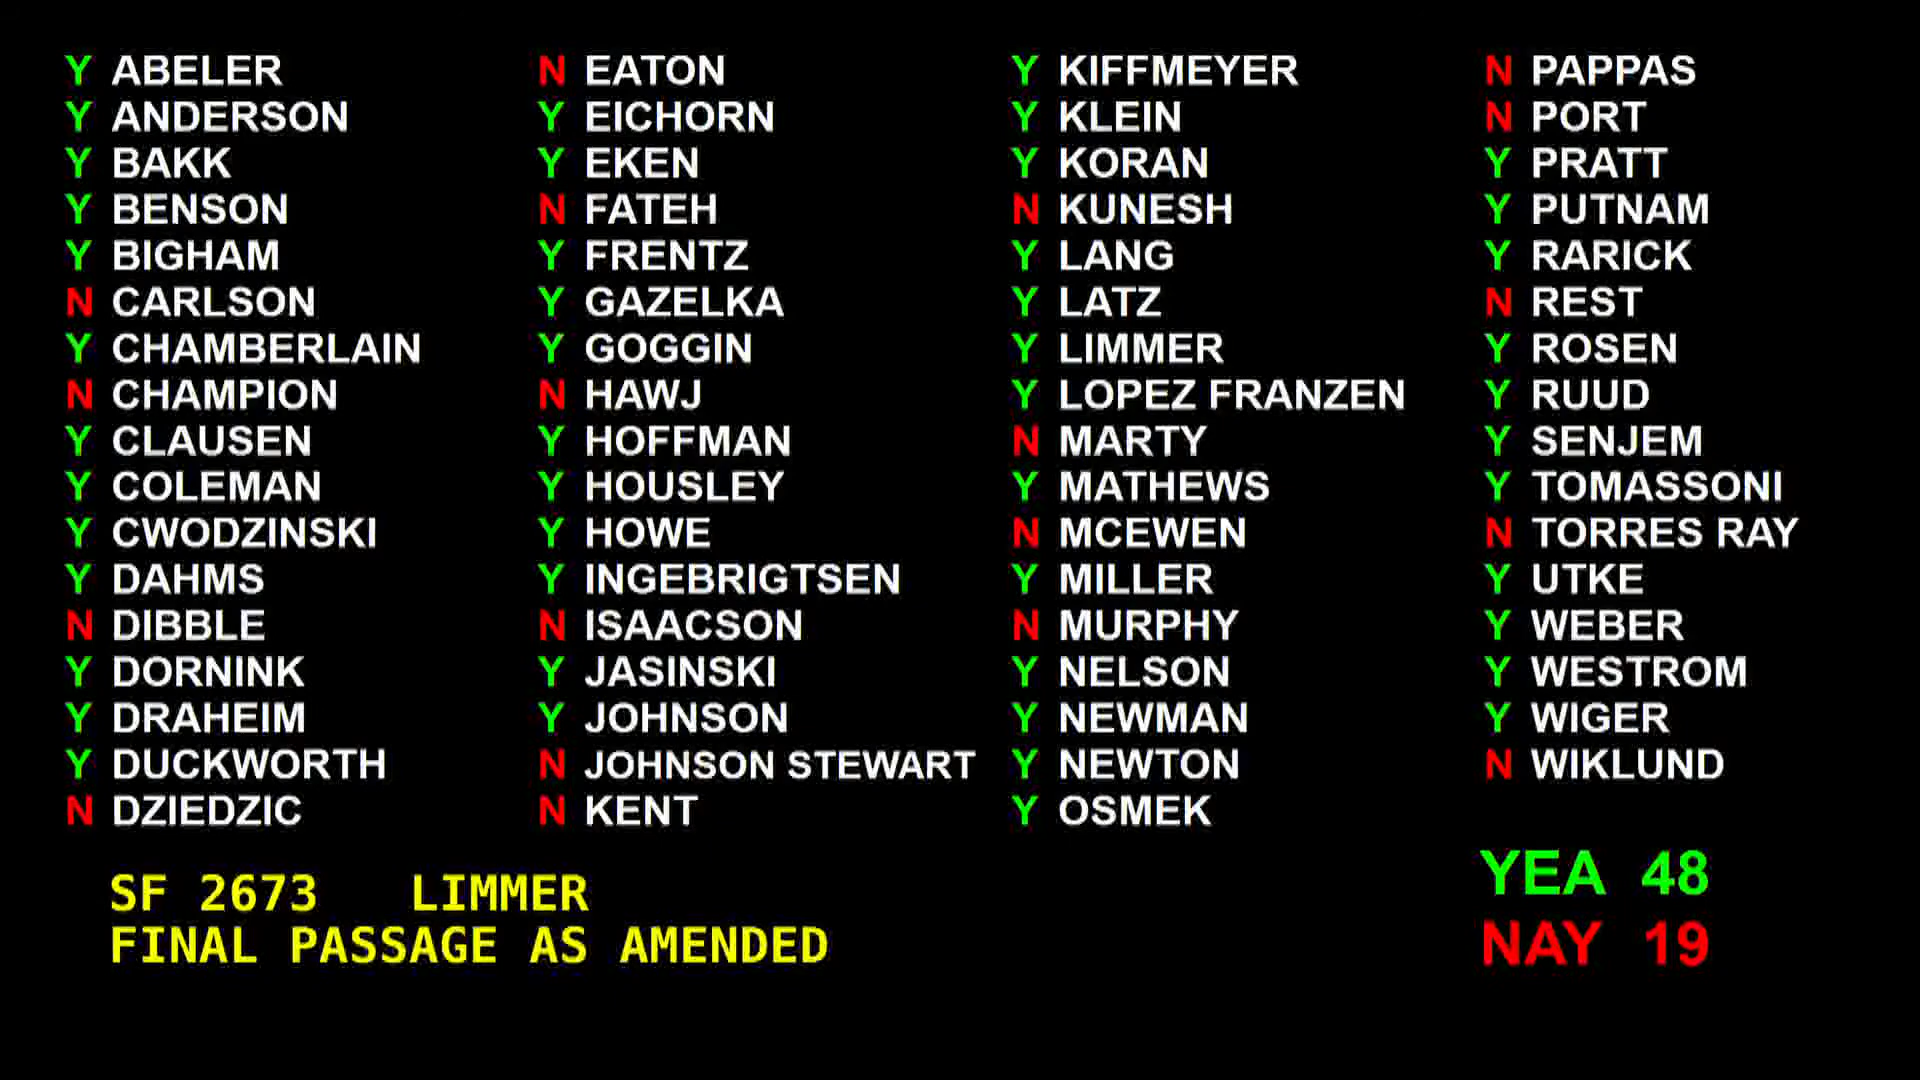 Y ABELER
Y ANDERSON
Y BAKK
Y BENSON
Y BIGHAM
N CARLSON
Y CHAMBERLAIN
N CHAMPION
Y CLAUSEN
Y COLEMAN
Y CWODZINSKI
Y DAHMS
N DIBBLE
Y DORNINK
Y DRAHEIM
Y DUCKWORTH
N DZIEDZIC
N EATON
Y EICHORN
Y EKEN
N FATEH
Y FRENTZ
Y GAZELKA
Y GOGGIN
N HAWJ
Y HOFFMAN
Y HOUSLEY
Y HOWE
Y INGEBRIGTSEN
N ISAACSON
Y JASINSKI
Y JOHNSON
N JOHNSON STEWART
N KENT
Y KIFFMEYER
Y KLEIN
Y KORAN
N KUNESH
Y LANG
Y LATZ
Y LIMMER
Y LOPEZ FRANZEN
N MARTY
Y MATHEWS
N MCEWEN
Y MILLER
N MURPHY
Y NELSON
Y NEWMAN
Y NEWTON
Y OSMEK
N PAPPAS
N PORT
Y PRATT
Y PUTNAM
Y RARICK
N REST
Y ROSEN
Y RUUD
Y SENJEM
Y TOMASSONI
N TORRES RAY
Y UTKE
Y WEBER
Y WESTROM
Y WIGER
N WIKLUND
SF 2673 LIMMER
FINAL PASSAGE AS AMENDED
YEA 48
NAY 19